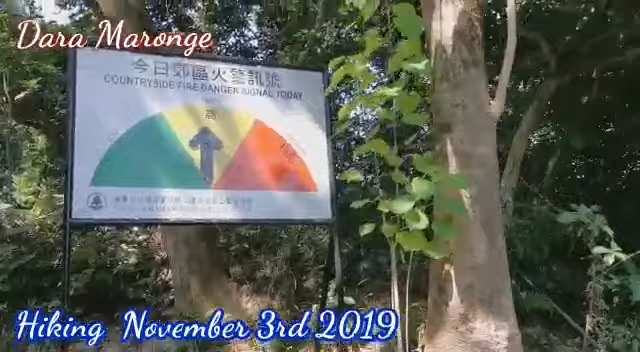 Dara Maronge
今日郊區火警訊號
COUNTRYSIDE FIRE DANGER SIGNAL TODAY
高
Hiking November 3rd 2019